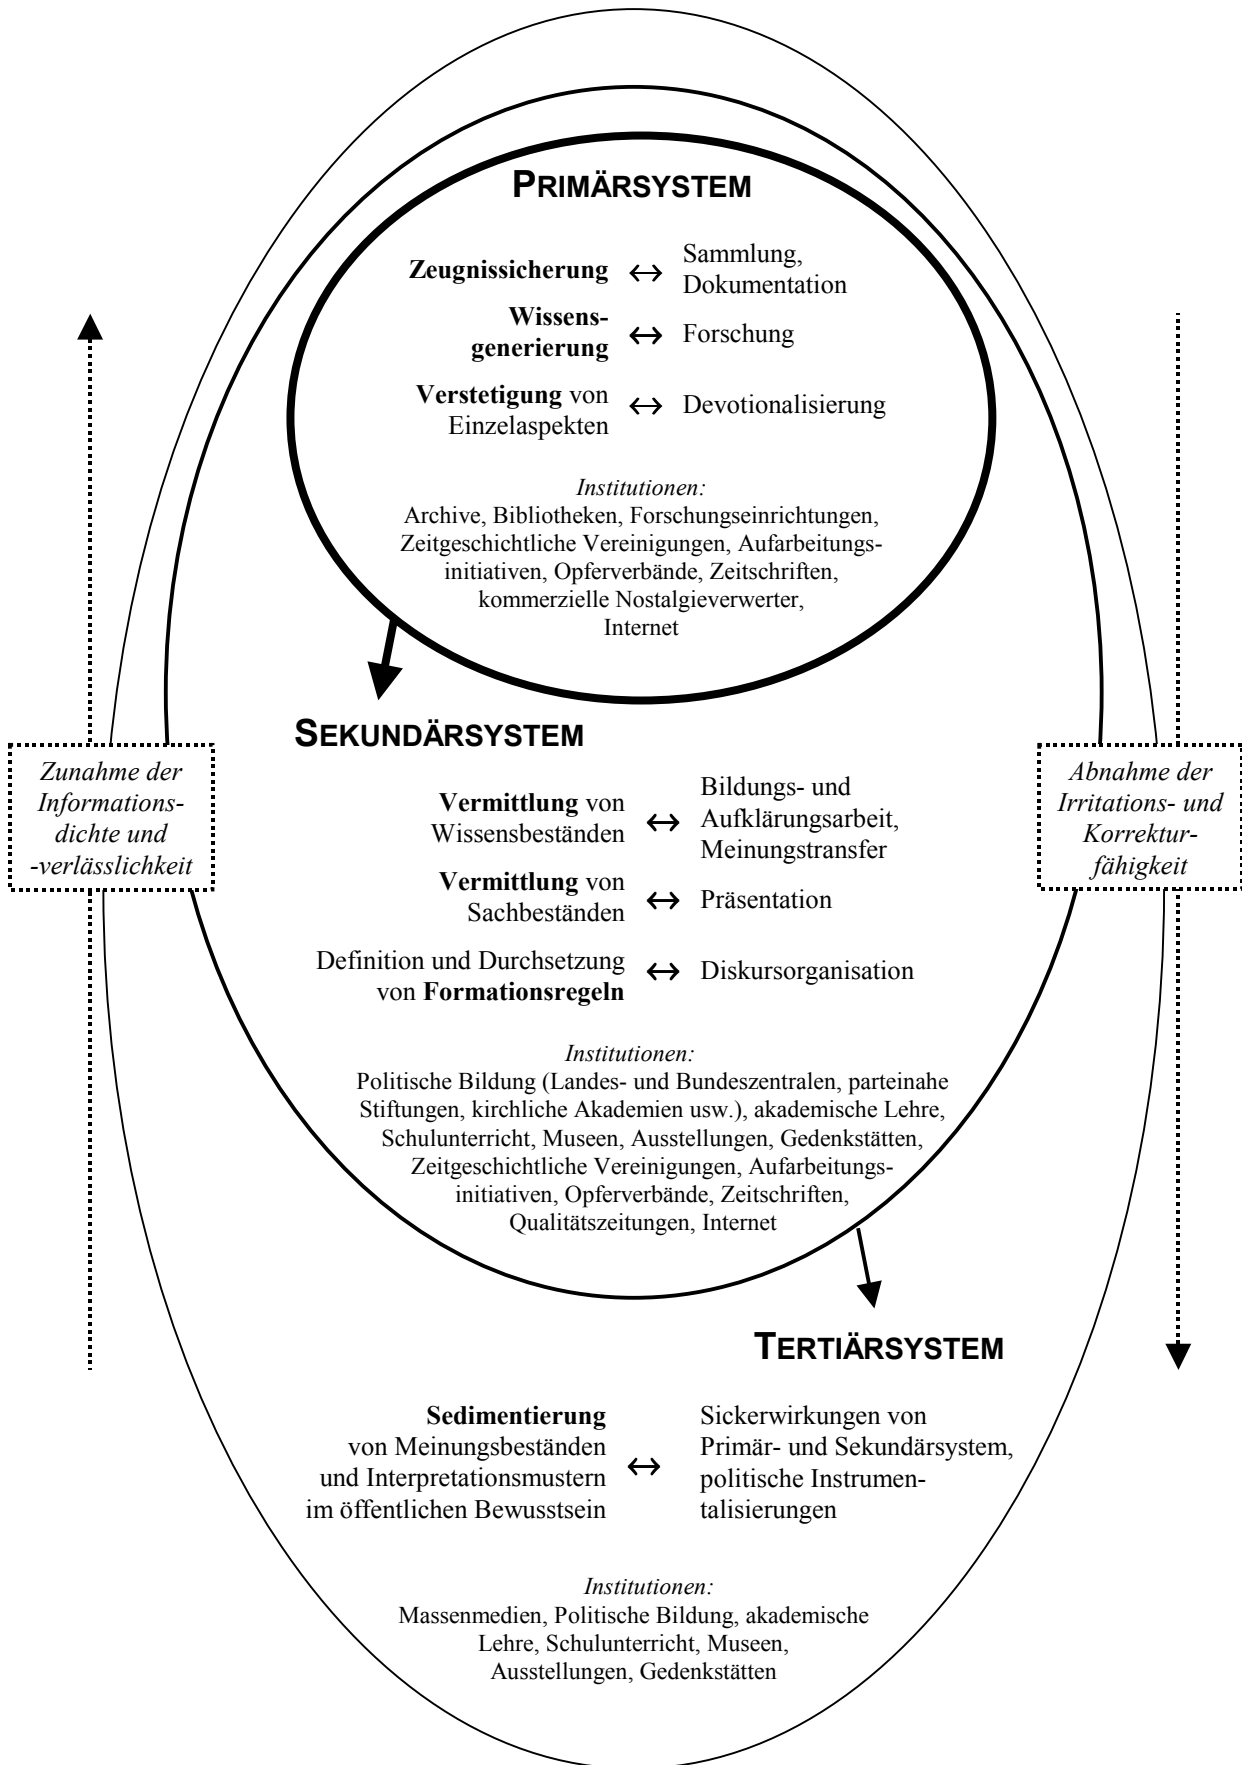 PRIMÄRSYSTEM
Zeugnissicherung ↔ Sammlung,
Dokumentation
Wissens-
generierung ↔ Forschung
Verstetigung von
Einzelaspekten ↔ Devotionalisierung
Institutionen:
Archive, Bibliotheken, Forschungseinrichtungen,
Zeitgeschichtliche Vereinigungen, Aufarbeitungs-
initiativen, Opferverbände, Zeitschriften,
kommerzielle Nostalgieverwerter,
Internet
SEKUNDÄRSYSTEM
Zunahme der
Informations-
dichte und
-verlässlichkeit
Vermittlung von
Wissensbeständen ↔
Bildungs- und
Aufklärungsarbeit,
Meinungstransfer
Abnahme der
Irritations- und
Korrektur-
fähigkeit
Vermittlung von
Sachbeständen ↔ Präsentation
Definition und Durchsetzung
von Formationsregeln ↔ Diskursorganisation
Institutionen:
Politische Bildung (Landes- und Bundeszentralen, parteinahe
Stiftungen, kirchliche Akademien usw.), akademische Lehre,
Schulunterricht, Museen, Ausstellungen, Gedenkstätten,
Zeitgeschichtliche Vereinigungen, Aufarbeitungs-
initiativen, Opferverbände, Zeitschriften,
Qualitätszeitungen, Internet
TERTIÄRSYSTEM
Sedimentierung
von Meinungsbeständen
und Interpretationsmustern
im öffentlichen Bewusstsein
↔
Sickerwirkungen von
Primär- und Sekundärsystem,
politische Instrumen-
talisierungen
Institutionen:
Massenmedien, Politische Bildung, akademische
Lehre, Schulunterricht, Museen,
Ausstellungen, Gedenkstätten